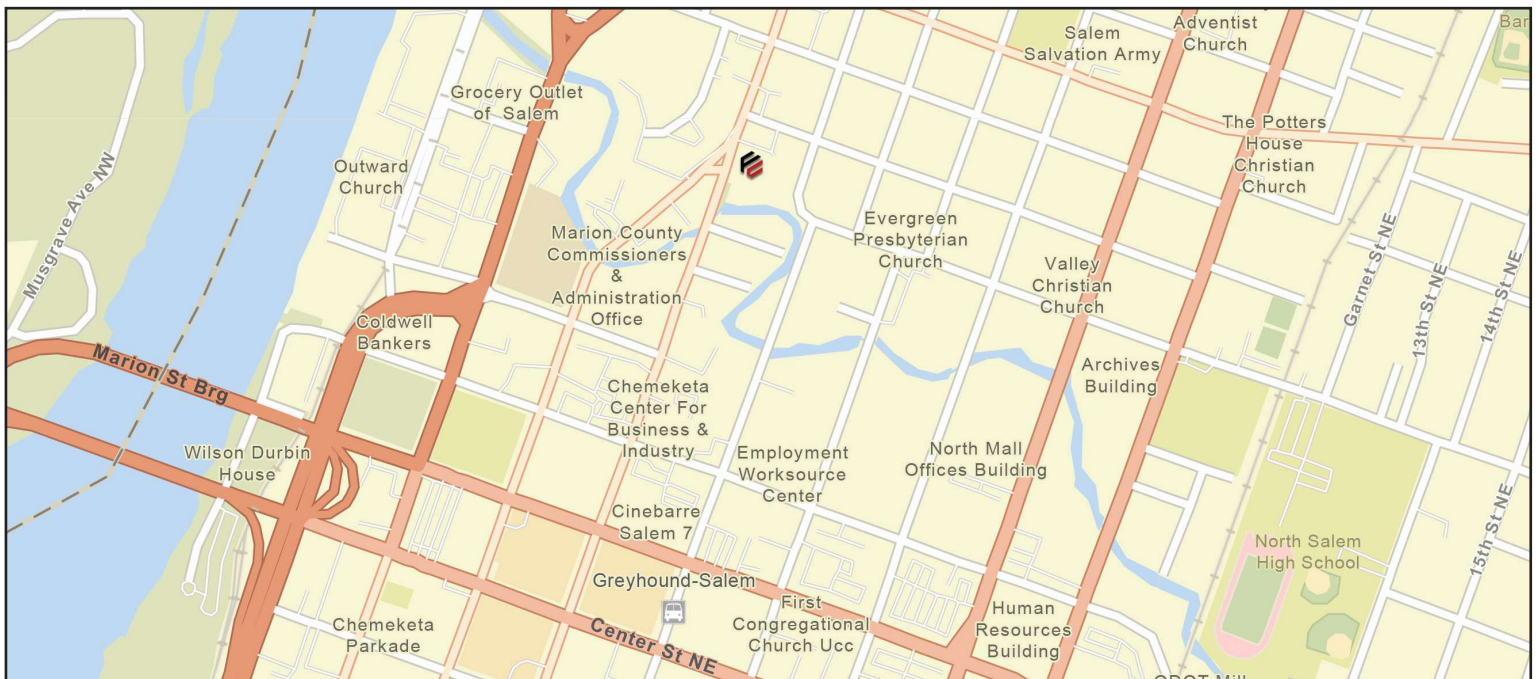 Adventist
Church
Salem
Salvation Army
Bar
Grocery Outlet
of Salem
The Potters
House
Christian
Church
Outward
Church
Musgrave Ave NW
Evergreen
Presbyterian
Church
Marion County
Commissioners
&
Administration
Office
Valley
Christian
Church
Garnet St NE
13th St NE
14th St NE
Coldwell
Bankers
Marion St Brg
Archives
Building
Chemeketa
Center For
Business &
Industry
Wilson Durbin
House
Employment
Worksource
Center
North Mall
Offices Building
Cinebarre
Salem 7
North Salem
High School
15th St NE
Greyhound-Salem
First
Congregational
Church Ucc
Human
Resources
Building
Chemeketa
Parkade
Center St NE